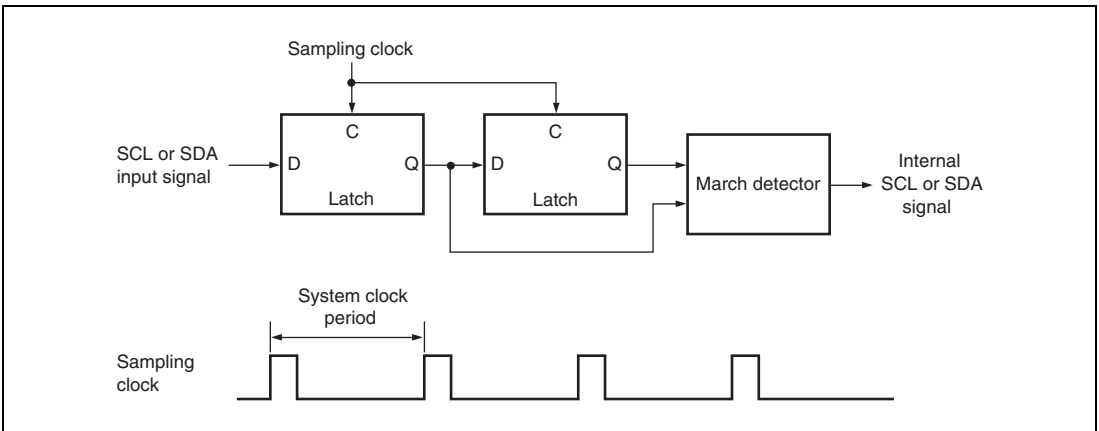 Sampling clock
SCL or SDA
input signal
C
D
Q
Latch
C
D
Q
Latch
March detector
Internal
SCL or SDA
signal
System clock
period
Sampling
clock